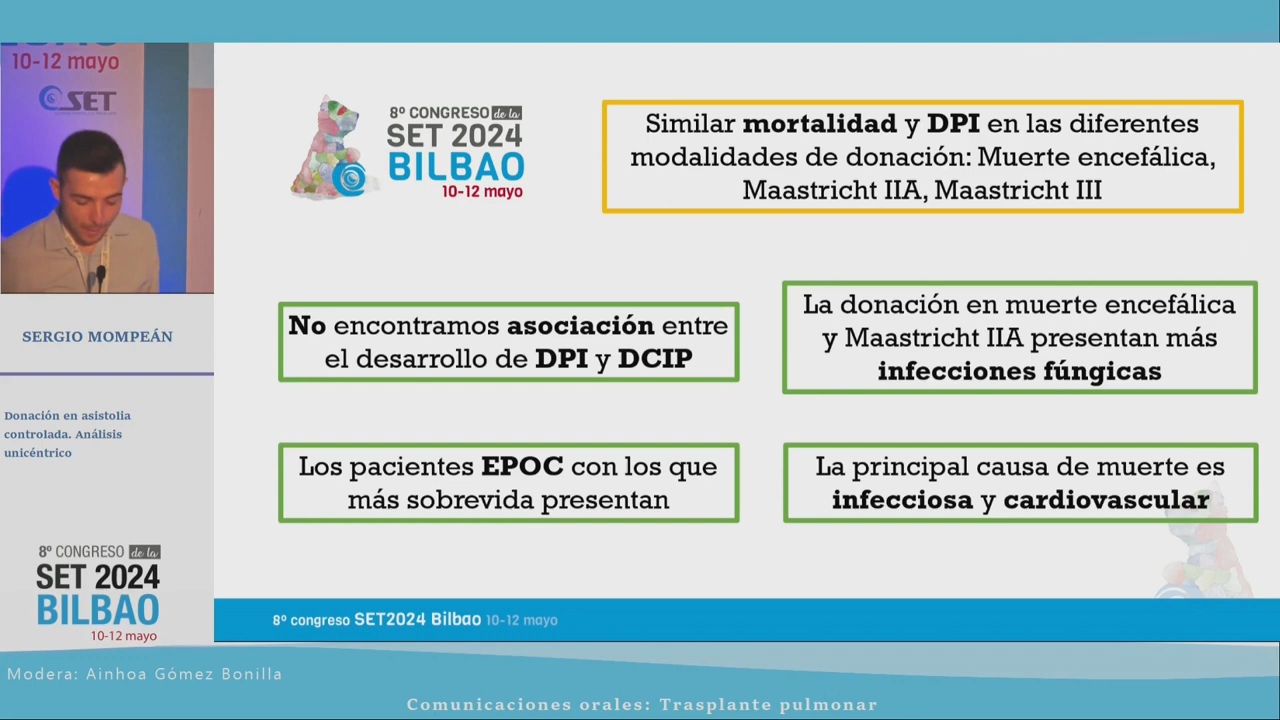 10-12 mayo
SET
8º CONGRESO de la
SET 2024
BILBAO
10-12 mayo
Similar mortalidad y DPI en las diferentes
modalidades de donación: Muerte encefálica,
Maastricht IIA, Maastricht III
No encontramos asociación entre
el desarrollo de DPI y DCIP
La donación en muerte encefálica
y Maastricht IIA presentan más
infecciones fúngicas
Los pacientes EPOC con los que
más sobrevida presentan
La principal causa de muerte es
infecciosa y cardiovascular
8º congreso SET2024 Bilbao 10-12 mayo
SERGIO MOMPEÁN
Donación en asistolia
controlada. Análisis
unicéntrico
8º CONGRESO de la
SET 2024
BILBAO
10-12 mayo
Modera: Ainhoa Gómez Bonilla
Comunicaciones orales: Trasplante pulmonar